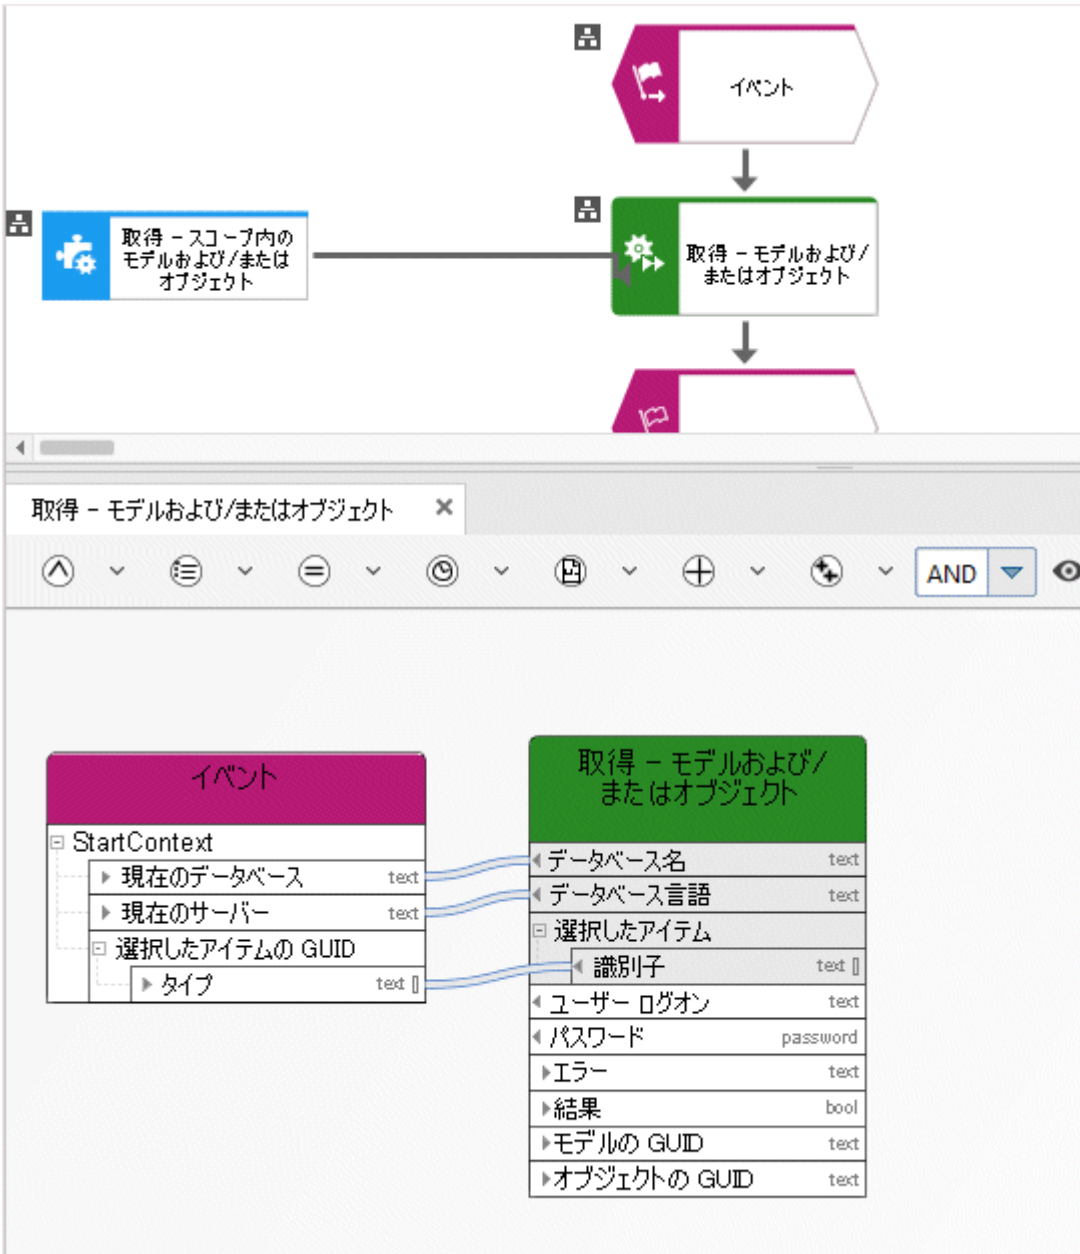 イベント
取得 - スコープ内の
モデルおよび/または
オブジェクト
取得 - モデルおよび/
またはオブジェクト
取得 - モデルおよび/またはオブジェクト
AND
イベント
StartContext
現在のデータベース text
現在のサーバー text
選択したアイテムの GUID
タイプ text []
取得 - モデルおよび/
またはオブジェクト
データベース名 text
データベース言語 text
選択したアイテム
識別子 text []
ユーザー ログオン text
パスワード password
エラー text
結果 bool
モデルの GUID text
オブジェクトの GUID text